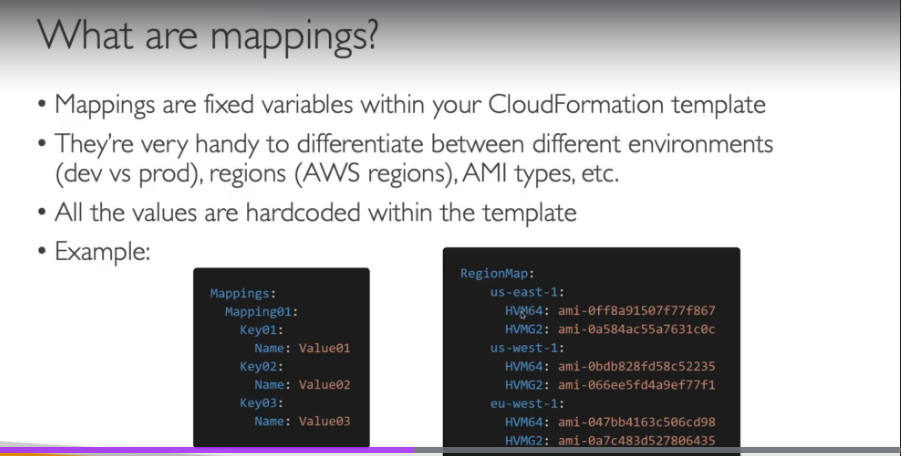 What are mappings?
• Mappings are fixed variables within your CloudFormation template
• They're very handy to differentiate between different environments
(dev vs prod), regions (AWS regions), AMI types, etc.
• All the values are hardcoded within the template
• Example:
Mappings:
Mapping01:
Key01:
Name: Value01
Key02:
Name: Value02
Key03:
Name: Value03
RegionMap:
us-east-1:
HVM64: ami-0ff8a91507f77f867
HVMG2: ami-0a584ac55a7631c0c
us-west-1:
HVM64: ami-0bdb828fd58c52235
HVMG2: ami-066ee5fd4a9ef77f1
eu-west-1:
HVM64: ami-047bb4163c506cd98
HVMG2: ami-0a7c483d527806435